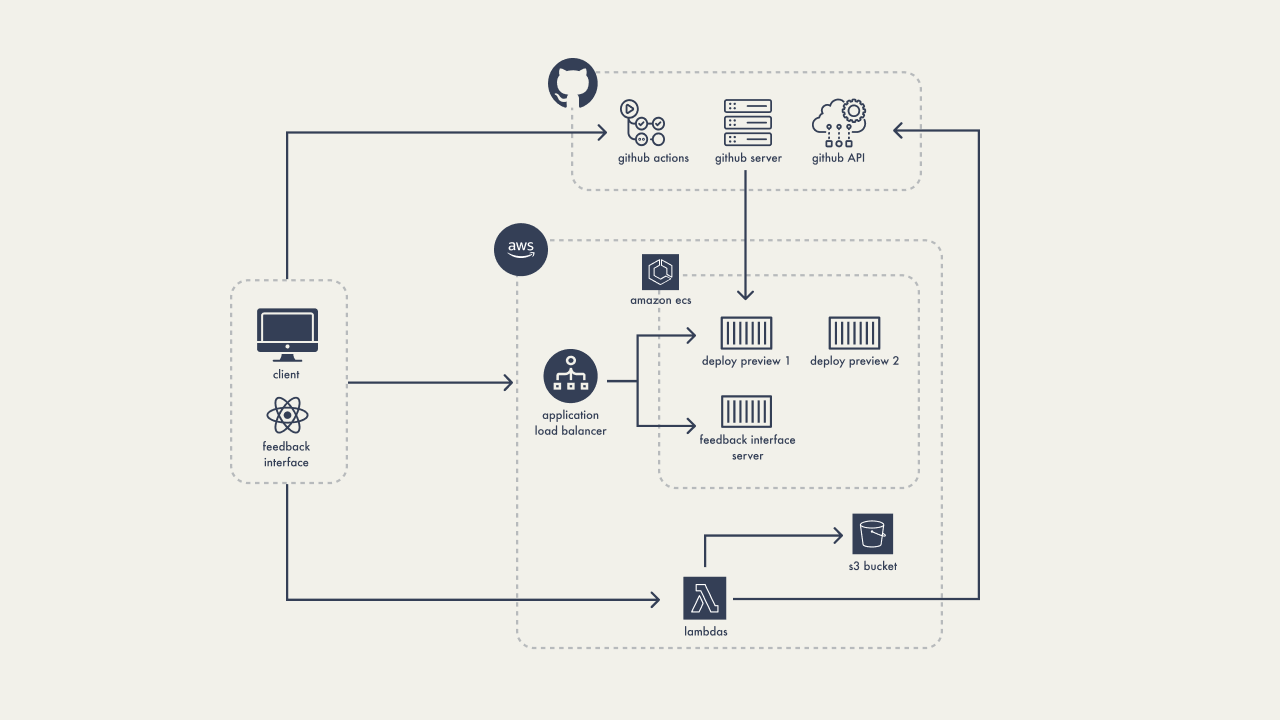 github actions
github server
github API
aws
amazon ecs
deploy preview 1
deploy preview 2
client
application
load balancer
feedback interface
server
feedback
interface
s3 bucket
lambdas